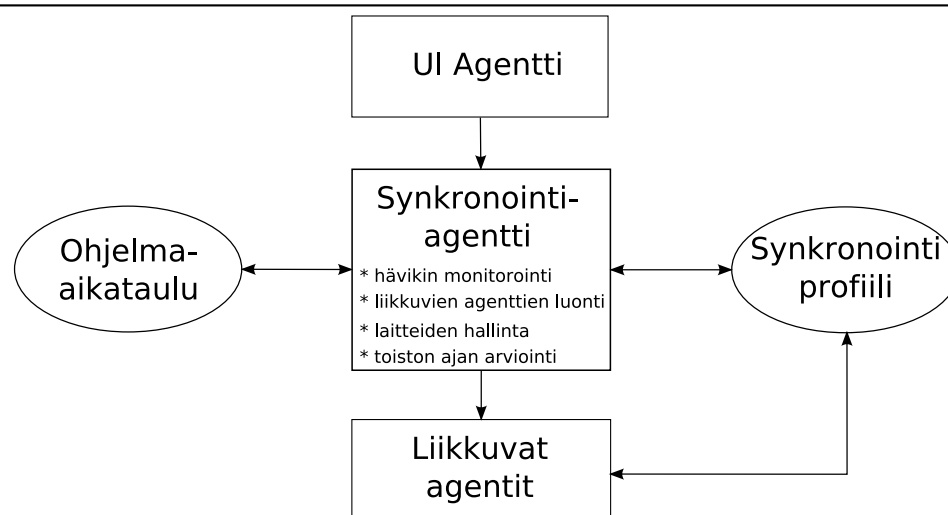 UI Agentti
Synkronointi-
agentti
* hävikin monitorointi
* liikkuvien agenttien luonti
* laitteiden hallinta
* toiston ajan arviointi
Ohjelma-
aikataulu
Synkronointi
profiili
Liikkuvat
agentit